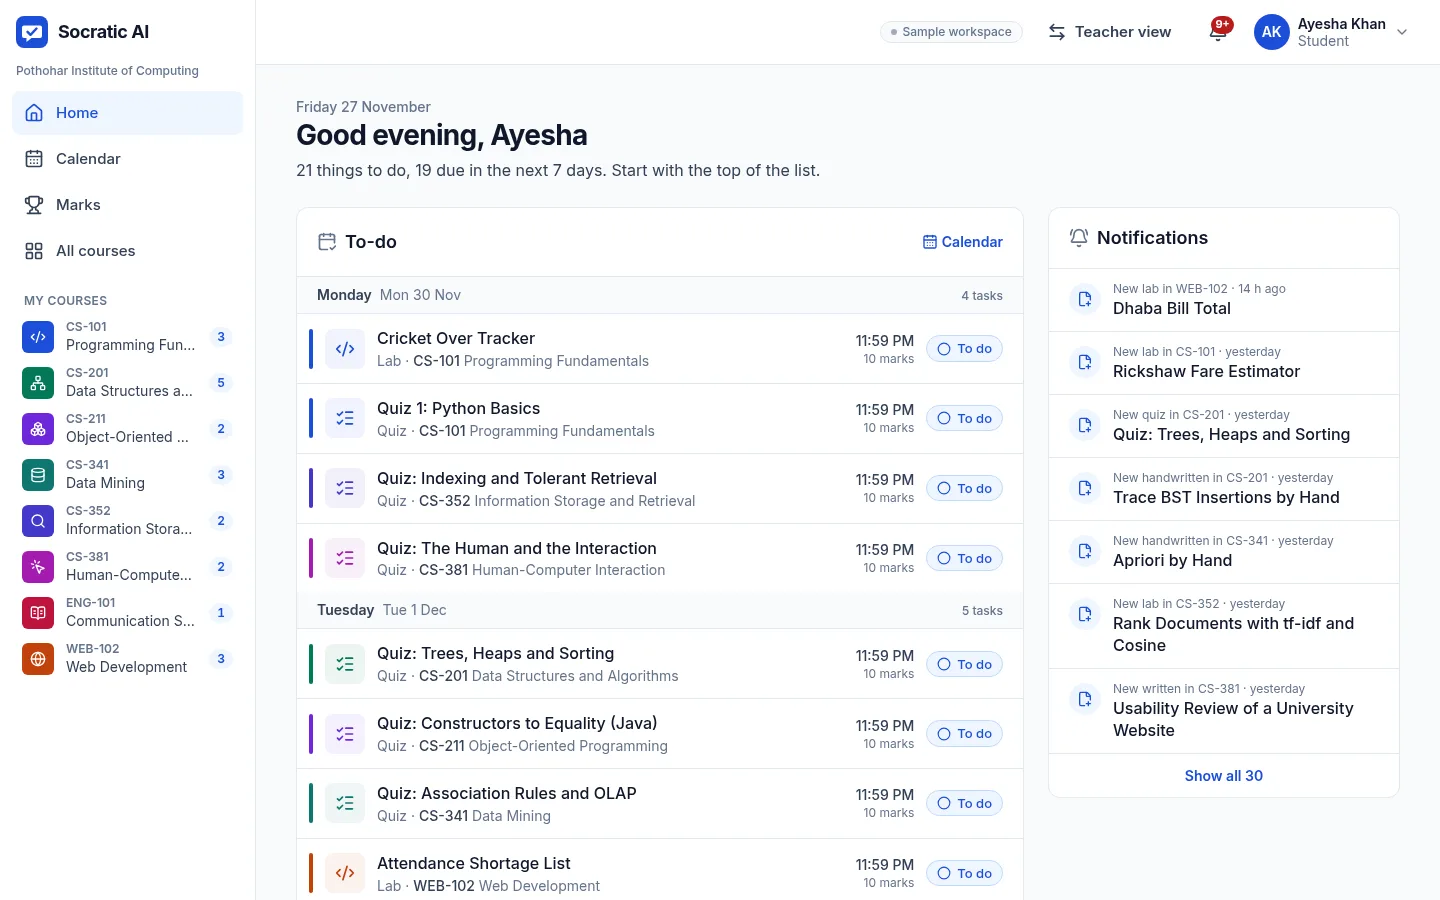 Socratic AI
Pothohar Institute of Computing
Home
Calendar
Marks
All courses
MY COURSES
CS-101
Programming Fun...
3
CS-201
Data Structures a...
5
CS-211
Object-Oriented ...
2
CS-341
Data Mining
3
CS-352
Information Stora...
2
CS-381
Human-Compute...
2
ENG-101
Communication S...
1
WEB-102
Web Development
3
Sample workspace
Teacher view
9+
AK
Ayesha Khan
Student
Friday 27 November
Good evening, Ayesha
21 things to do, 19 due in the next 7 days. Start with the top of the list.
To-do
Calendar
Monday Mon 30 Nov
4 tasks
Cricket Over Tracker
Lab · CS-101 Programming Fundamentals
11:59 PM
10 marks
To do
Quiz 1: Python Basics
Quiz · CS-101 Programming Fundamentals
11:59 PM
10 marks
To do
Quiz: Indexing and Tolerant Retrieval
Quiz · CS-352 Information Storage and Retrieval
11:59 PM
10 marks
To do
Quiz: The Human and the Interaction
Quiz · CS-381 Human-Computer Interaction
11:59 PM
10 marks
To do
Tuesday Tue 1 Dec
5 tasks
Quiz: Trees, Heaps and Sorting
Quiz · CS-201 Data Structures and Algorithms
11:59 PM
10 marks
To do
Quiz: Constructors to Equality (Java)
Quiz · CS-211 Object-Oriented Programming
11:59 PM
10 marks
To do
Quiz: Association Rules and OLAP
Quiz · CS-341 Data Mining
11:59 PM
10 marks
To do
Attendance Shortage List
Lab · WEB-102 Web Development
11:59 PM
10 marks
To do
Notifications
New lab in WEB-102 · 14 h ago
Dhaba Bill Total
New lab in CS-101 · yesterday
Rickshaw Fare Estimator
New quiz in CS-201 · yesterday
Quiz: Trees, Heaps and Sorting
New handwritten in CS-201 · yesterday
Trace BST Insertions by Hand
New handwritten in CS-341 · yesterday
Apriori by Hand
New lab in CS-352 · yesterday
Rank Documents with tf-idf and
Cosine
New written in CS-381 · yesterday
Usability Review of a University
Website
Show all 30